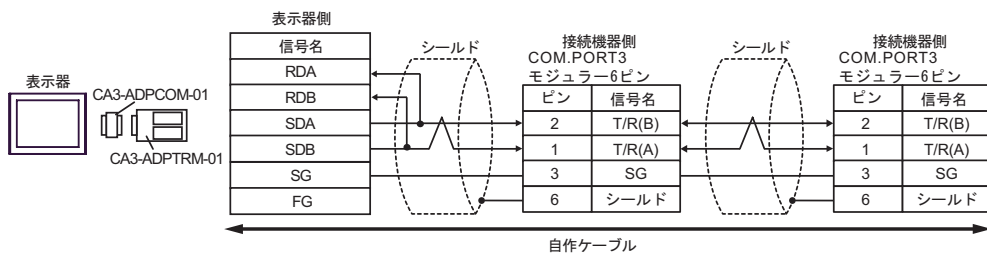 表示器
CA3-ADPCOM-01
CA3-ADPTRM-01
表示器側
信号名
RDA
RDB
SDA
SDB
SG
FG
シールド
接続機器側
COM.PORT3
モジュラー6ピン
ピン 信号名
2 T/R(B)
1 T/R(A)
3 SG
6 シールド
シールド
接続機器側
COM.PORT3
モジュラー6ピン
ピン 信号名
2 T/R(B)
1 T/R(A)
3 SG
6 シールド
自作ケーブル